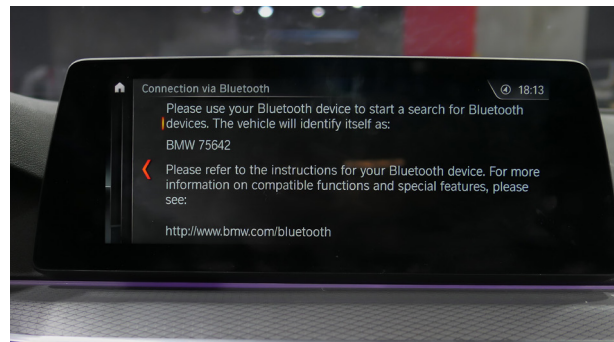 Connection via Bluetooth
18:13
Please use your Bluetooth device to start a search for Bluetooth
devices. The vehicle will identify itself as:
BMW 75642
Please refer to the instructions for your Bluetooth device. For more
information on compatible functions and special features, please
see:
http://www.bmw.com/bluetooth